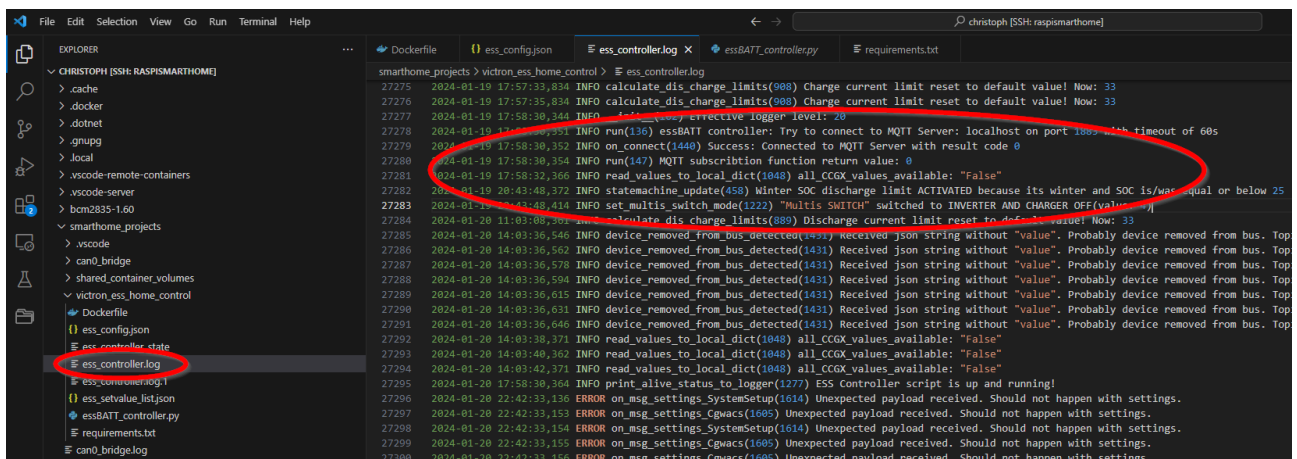 File Edit Selection View Go Run Terminal Help
christoph [SSH: raspismarthome]
EXPLORER
CHRISTOPH [SSH: RASPISMARTHOME]
.cache
.docker
.dotnet
.gnupg
.local
.vscode-remote-containers
.vscode-server
bcm2835-1.60
smarthome_projects
.vscode
can0_bridge
shared_container_volumes
victron_ess_home_control
Dockerfile
{} ess_config.json
ess_controller.state
ess_controller.log
ess_controller.log.1
{} ess_setvalue_list.json
essBATT_controller.py
requirements.txt
can0_bridge.log
2
Dockerfile {} ess_config.json ess_controller.log × essBATT_controller.py requirements.txt
smarthome_projects > victron_ess_home_control > ess_controller.log
27275 2024-01-19 17:57:33,834 INFO calculate_dis_charge_limits(908) Charge current limit reset to default value! Now: 33
27276 2024-01-19 17:57:35,834 INFO calculate_dis_charge_limits(908) Charge current limit reset to default value! Now: 33
27277 2024-01-19 17:58:30,344 INFO Effective logger level: 20
27278 2024-01-19 17:58:30,351 INFO run(136) essBATT controller: Try to connect to MQTT Server: localhost on port 1883 with timeout of 60s
27279 2024-01-19 17:58:30,352 INFO on_connect(1440) Success: Connected to MQTT Server with result code 0
27280 2024-01-19 17:58:30,354 INFO run(147) MQTT subscribtion function return value: 0
27281 2024-01-19 17:58:32,366 INFO read_values_to_local_dict(1048) all_CCGX_values_available: "False"
27282 2024-01-19 20:43:48,372 INFO statemachine_update(458) Winter SOC discharge limit ACTIVATED because its winter and SOC is/was equal or below 25
27283 INFO set_multis_switch_mode(1222) "Multis SWITCH" switched to INVERTER AND CHARGER OFF(value=4)
27284 2024-01-20 11:03:08,361 INFO calculate_dis_charge_limits(889) Discharge current limit reset to default value! Now: 33
27285 2024-01-20 14:03:36,546 INFO device_removed_from_bus_detected(1431) Received json string without "value". Probably device removed from bus. Topi
27286 2024-01-20 14:03:36,562 INFO device_removed_from_bus_detected(1431) Received json string without "value". Probably device removed from bus. Topi
27287 2024-01-20 14:03:36,578 INFO device_removed_from_bus_detected(1431) Received json string without "value". Probably device removed from bus. Topi
27288 2024-01-20 14:03:36,594 INFO device_removed_from_bus_detected(1431) Received json string without "value". Probably device removed from bus. Topi
27289 2024-01-20 14:03:36,615 INFO device_removed_from_bus_detected(1431) Received json string without "value". Probably device removed from bus. Topi
27290 2024-01-20 14:03:36,631 INFO device_removed_from_bus_detected(1431) Received json string without "value". Probably device removed from bus. Topi
27291 2024-01-20 14:03:36,646 INFO device_removed_from_bus_detected(1431) Received json string without "value". Probably device removed from bus. Topi
27292 2024-01-20 14:03:38,371 INFO read_values_to_local_dict(1048) all_CCGX_values_available: "False"
27293 2024-01-20 14:03:40,362 INFO read_values_to_local_dict(1048) all_CCGX_values_available: "False"
27294 2024-01-20 14:03:42,371 INFO read_values_to_local_dict(1048) all_CCGX_values_available: "False"
27295 2024-01-20 17:58:30,364 INFO print_alive_status_to_logger(1277) ESS Controller script is up and running!
27296 2024-01-20 22:42:33,136 ERROR on_msg_settings_SystemSetup(1614) Unexpected payload received. Should not happen with settings.
27297 2024-01-20 22:42:33,153 ERROR on_msg_settings_Cgwacs(1605) Unexpected payload received. Should not happen with settings.
27298 2024-01-20 22:42:33,154 ERROR on_msg_settings_SystemSetup(1614) Unexpected payload received. Should not happen with settings.
27299 2024-01-20 22:42:33,155 ERROR on_msg_settings_Cgwacs(1605) Unexpected payload received. Should not happen with settings.
27300 2024-01-20 22:42:33,156 ERROR on_msg_settings_Cgwacs(1605) Unexpected payload received. Should not happen with settings.